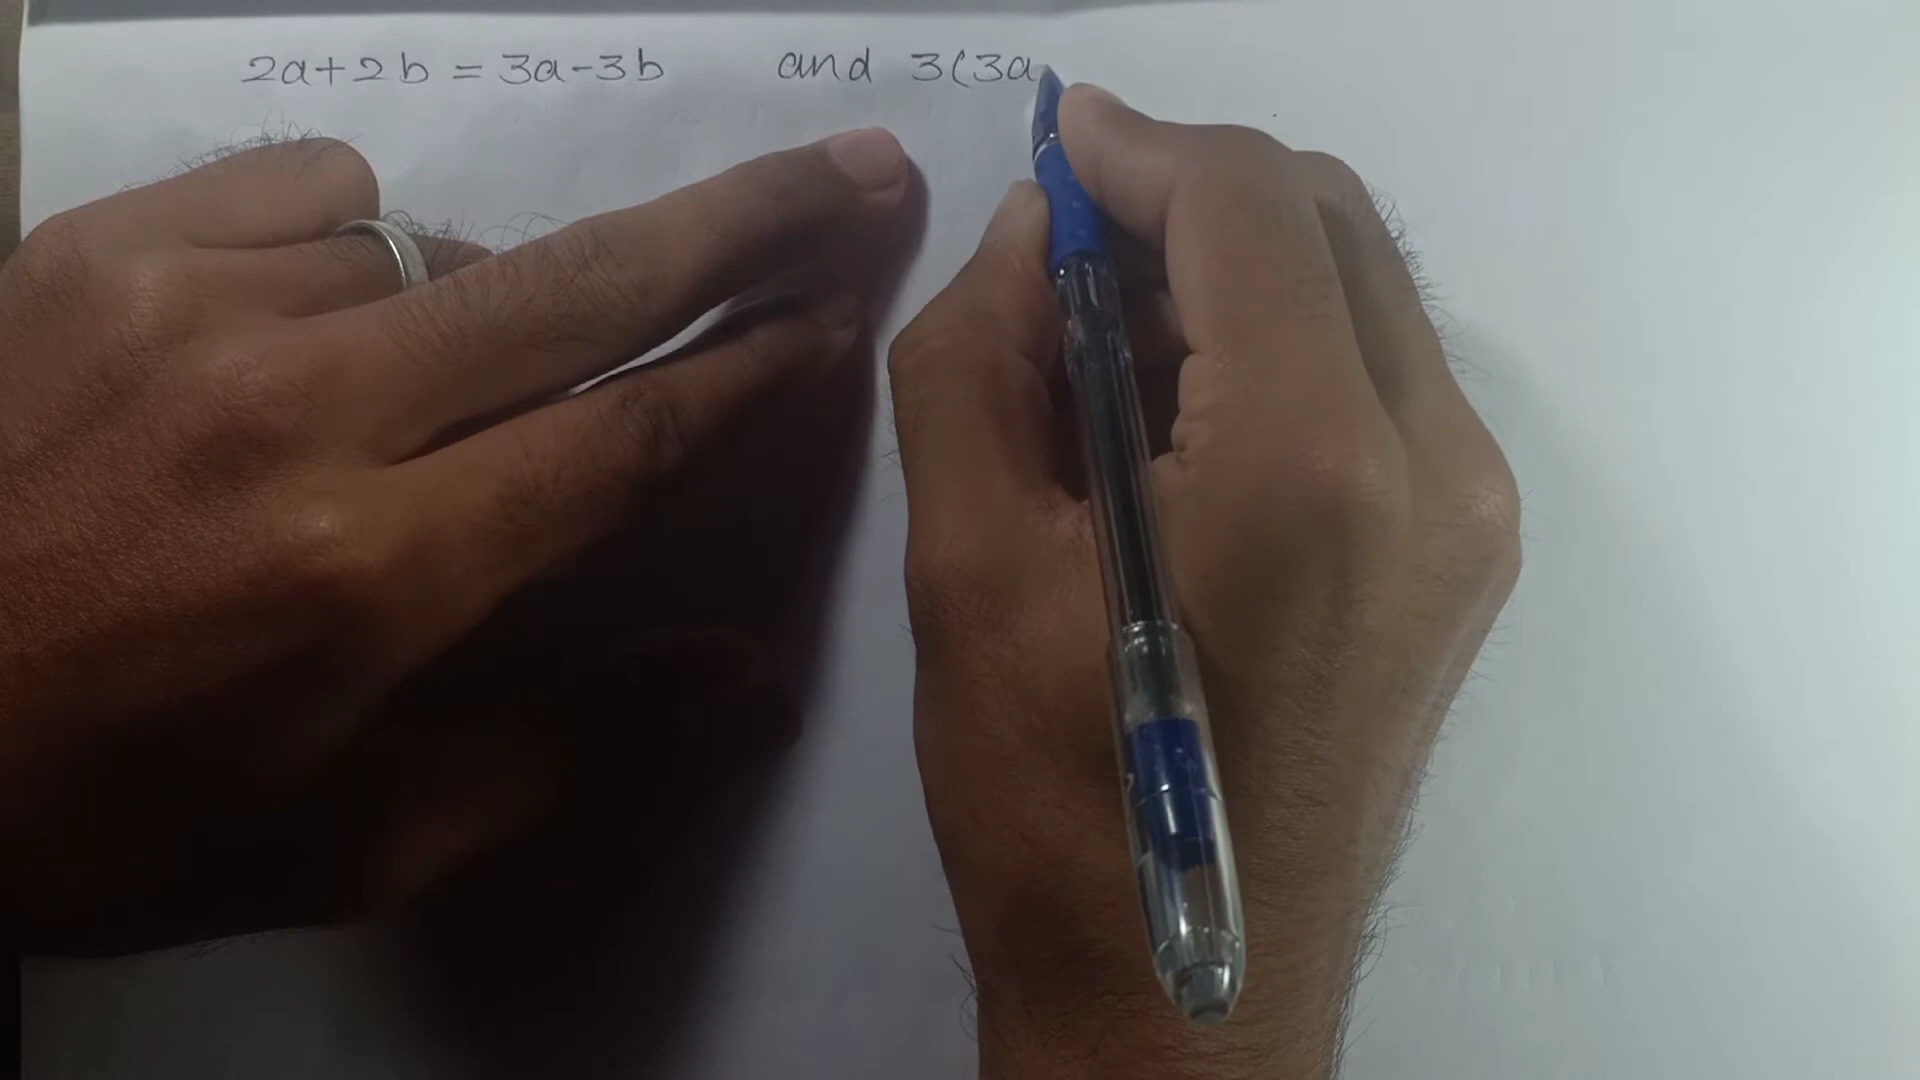 2a+2b = 3a-3b and 3(3a